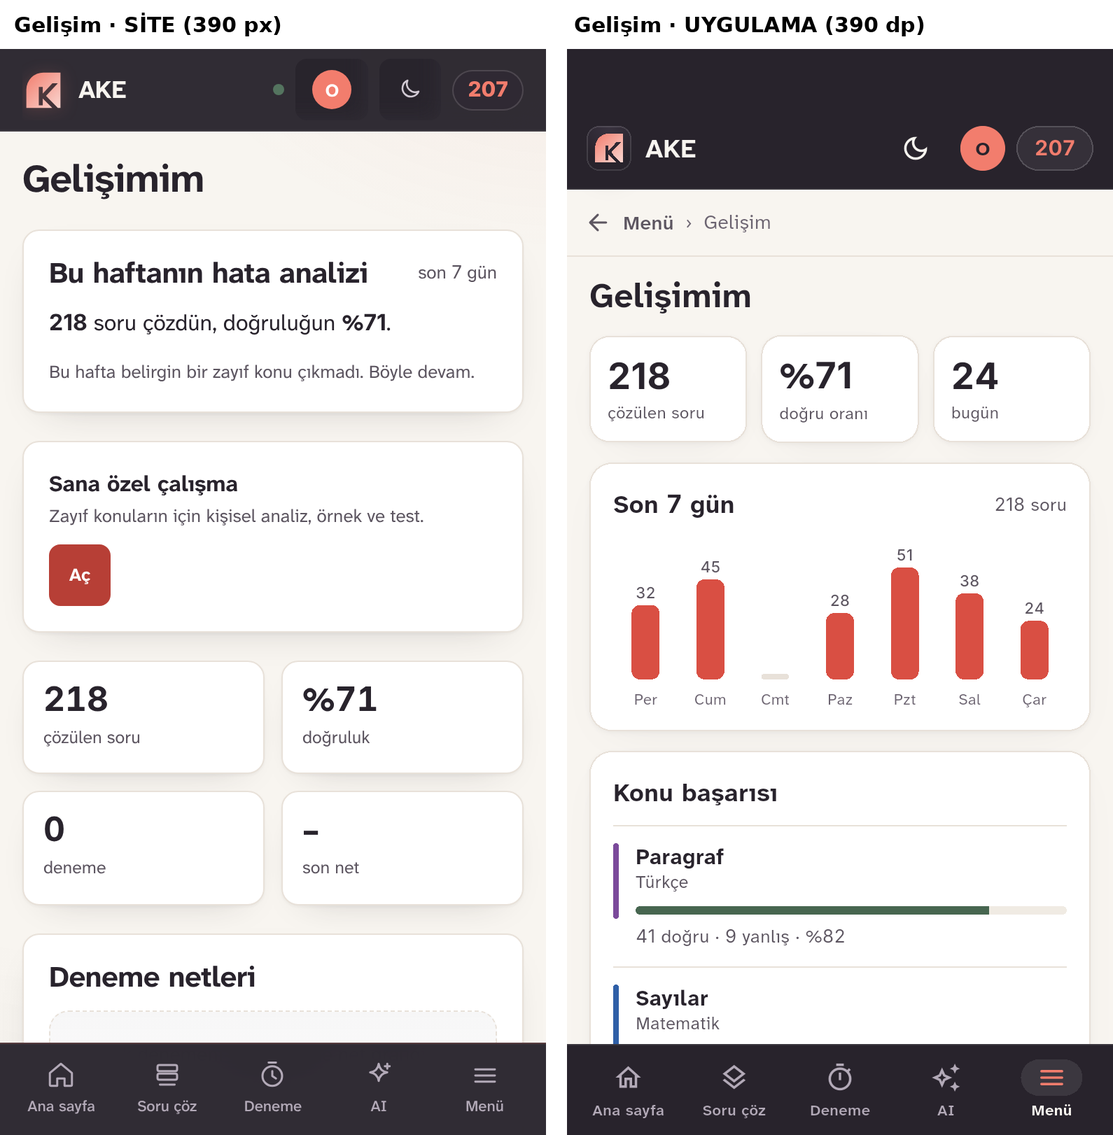 Gelişim · SİTE (390 px)
AKE
O
207
Gelişimim
Bu haftanın hata analizi
son 7 gün
218 soru çözdün, doğruluğun %71.
Bu hafta belirgin bir zayıf konu çıkmadı. Böyle devam.
Sana özel çalışma
Zayıf konuların için kişisel analiz, örnek ve test.
Aç
218
çözülen soru
%71
doğruluk
0
deneme
–
son net
Deneme netleri
Ana sayfa
Soru çöz
Deneme
AI
Menü
Gelişim · UYGULAMA (390 dp)
AKE
O
207
Menü › Gelişim
Gelişimim
218
çözülen soru
%71
doğru oranı
24
bugün
Son 7 gün
218 soru
32
45
28
51
38
24
Per
Cum
Cmt
Paz
Pzt
Sal
Çar
Konu başarısı
Paragraf
Türkçe
41 doğru · 9 yanlış · %82
Sayılar
Matematik
Ana sayfa
Soru çöz
Deneme
AI
Menü